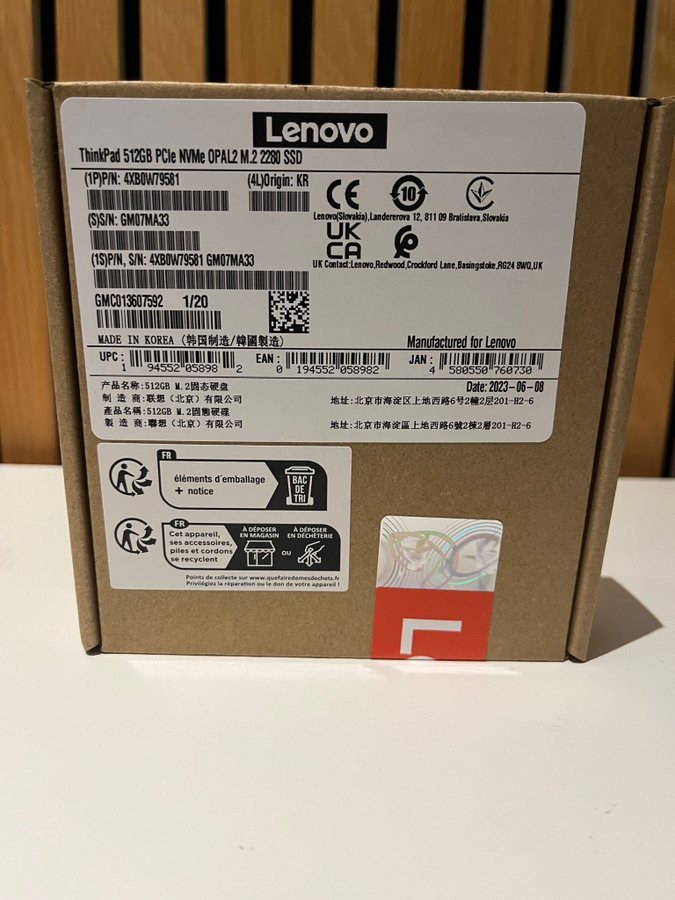 Lenovo
ThinkPad 512GB PCIe NVMe OPAL2 M.2 2280 SSD
(1P)P/N: 4XB0W79581 (4L)Origin: KR
CE 10
Lenovo(Slovakia),Landererova 12, 811 09 Bratislava,Slovakia
(S)S/N: GM07MA33
UK
CA
(1S)P/N, S/N: 4XB0W79581 GM07MA33
UK Contact:Lenovo,Redwood,Crockford Lane,Basingstoke,RG24 8WQ,UK
GMC013607592 1/20
MADE IN KOREA (韩国制造/韓國製造) Manufactured for Lenovo
UPC: 1 94552 05898 2 EAN: 0 194552 058982 JAN: 4 580550 760730
产品名称:512GB M.2固态硬盘 Date: 2023-06-08
制 造 商:联想（北京）有限公司 地址:北京市海淀区上地西路6号2幢2层201-H2-6
產品名稱:512GB M.2固態硬碟
製 造 商:聯想（北京）有限公司 地址:北京市海淀區上地西路6號2棟2層201-H2-6
FR
éléments d'emballage
+ notice
BAC
DE
TRI
FR
Cet appareil,
ses accessoires,
piles et cordons
se recyclent
À DÉPOSER
EN MAGASIN
OU
À DÉPOSER
EN DÉCHÈTERIE
Points de collecte sur www.quefairedemesdechets.fr
Privilégiez la réparation ou le don de votre appareil !
L